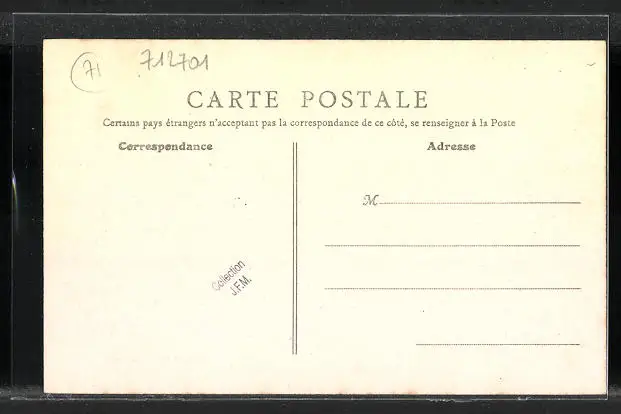 71
712701
CARTE POSTALE
Certains pays étrangers n'acceptant pas la correspondance de ce côté, se renseigner à la Poste
Correspondance
Adresse
M
Collection
J.F.M.